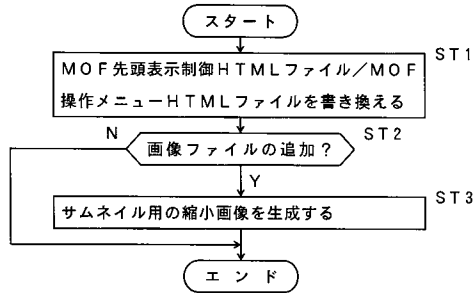 スタート
ST1
MOF先頭表示制御HTMLファイル/MOF
操作メニューHTMLファイルを書き換える
N
ST2
画像ファイルの追加?
Y
ST3
サムネイル用の縮小画像を生成する
エンド